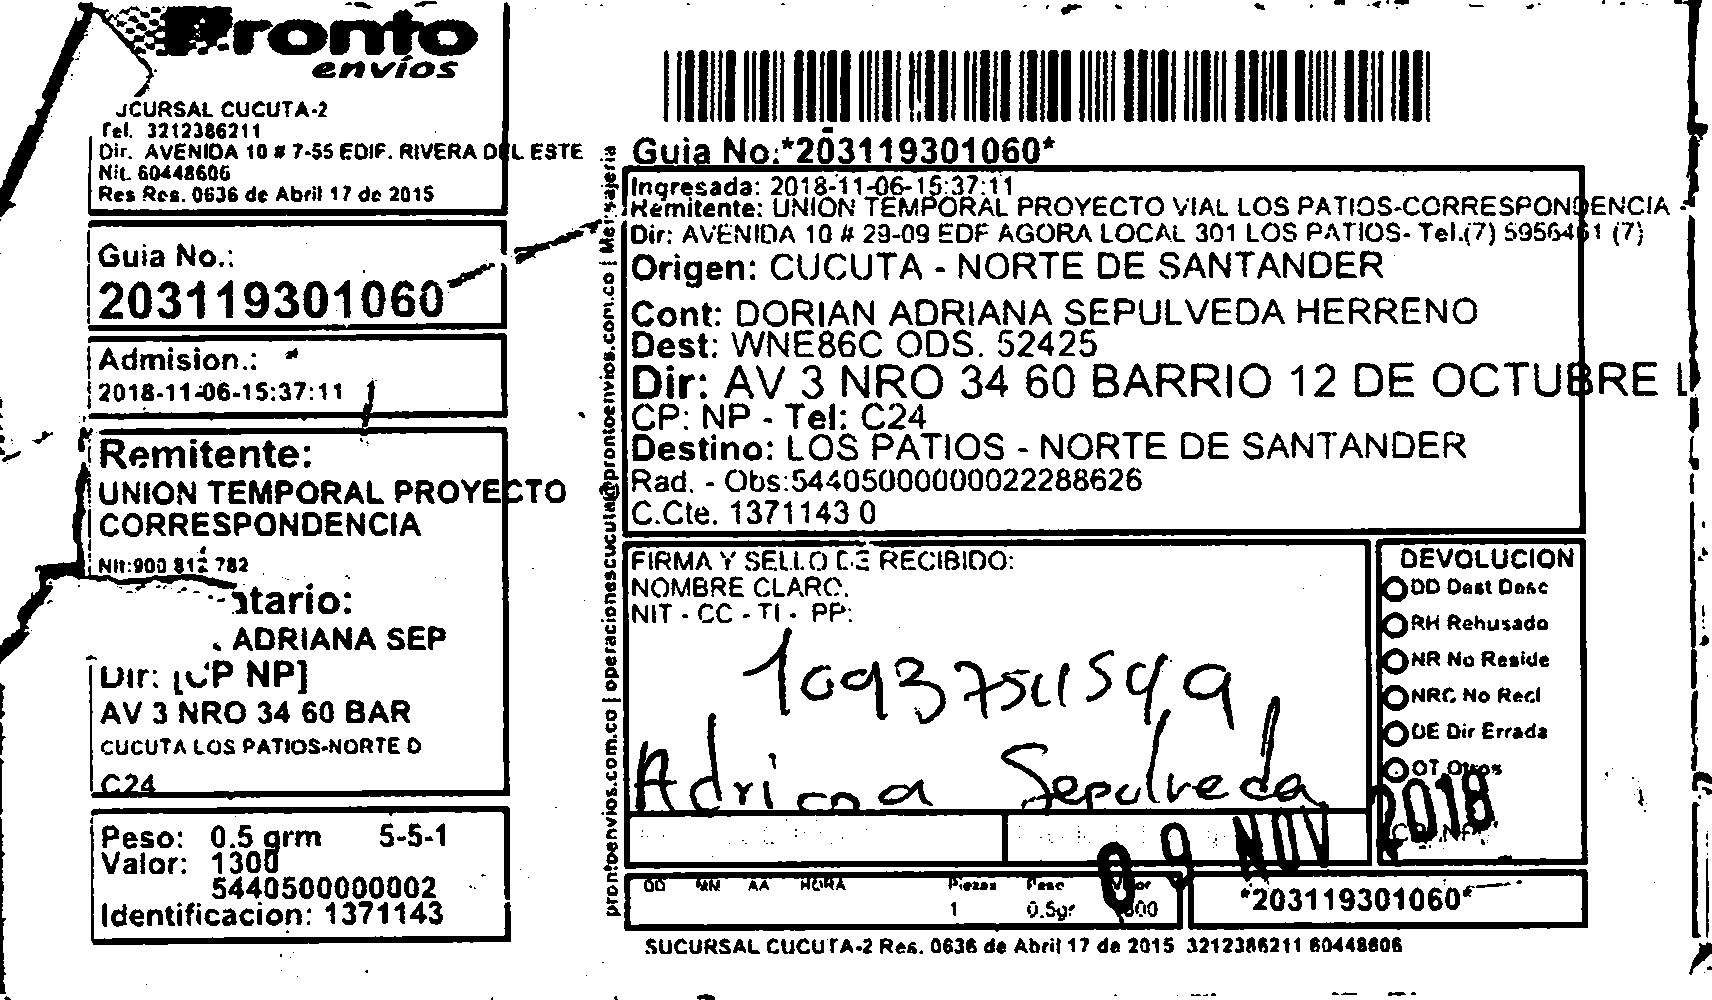 Pronto
envíos
UCURSAL CUCUTA-2
Tel. 3212386211
Dir. AVENIDA 10 # 7-55 EDIF. RIVERA DEL ESTE
Nit. 60448606
Res Res. 0636 de Abril 17 de 2015
Guia No.:
203119301060
Admision.:
2018-11-06-15:37:11
Remitente:
UNION TEMPORAL PROYECTO
CORRESPONDENCIA
Nit:900 812 782
atario:
ADRIANA SEP
Dir: [CP NP]
AV 3 NRO 34 60 BAR
CUCUTA LOS PATIOS-NORTE D
C24
Peso: 0.5 grm 5-5-1
Valor: 1300
5440500000002
Identificacion: 1371143
prontoenvios.com.co | operacionescucuta@prontoenvios.com.co | Mensajeria
Guia No:*203119301060*
Ingresada: 2018-11-06-15:37:11
Remitente: UNION TEMPORAL PROYECTO VIAL LOS PATIOS-CORRESPONDENCIA -
Dir: AVENIDA 10 # 29-09 EDF AGORA LOCAL 301 LOS PATIOS- Tel.(7) 5956461 (7)
Origen: CUCUTA - NORTE DE SANTANDER
Cont: DORIAN ADRIANA SEPULVEDA HERRENO
Dest: WNE86C ODS. 52425
Dir: AV 3 NRO 34 60 BARRIO 12 DE OCTUBRE L
CP: NP - Tel: C24
Destino: LOS PATIOS - NORTE DE SANTANDER
Rad. - Obs:54405000000022288626
C.Cte. 1371143 0
FIRMA Y SELLO DE RECIBIDO:
NOMBRE CLARO.
NIT - CC - TI - PP:
1093754549
Adriana Sepulveda
DEVOLUCION
DD Dest Desc
RH Rehusado
NR No Reside
NRC No Recl
DE Dir Errada
OT Otros
09 NOV 2018
DD MM AA HORA
Piezas Peso Valor
1 0.5gr 1300
*203119301060*
SUCURSAL CUCUTA-2 Res. 0636 de Abril 17 de 2015 3212386211 60448606